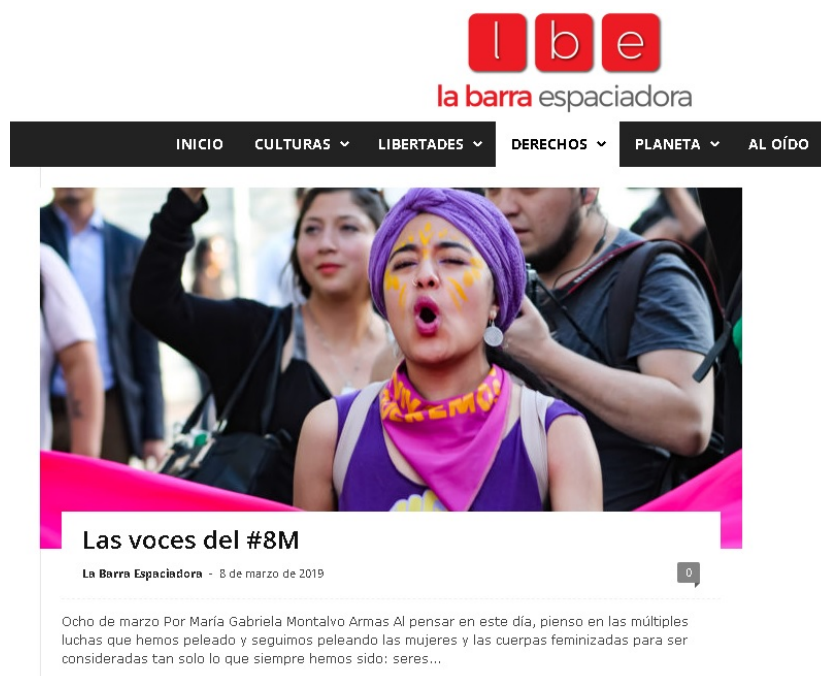 l b e
la barra espaciadora
INICIO CULTURAS LIBERTADES DERECHOS PLANETA AL OÍDO
Las voces del #8M
La Barra Espaciadora - 8 de marzo de 2019
0
Ocho de marzo Por María Gabriela Montalvo Armas Al pensar en este día, pienso en las múltiples
luchas que hemos peleado y seguimos peleando las mujeres y las cuerpas feminizadas para ser
consideradas tan solo lo que siempre hemos sido: seres...